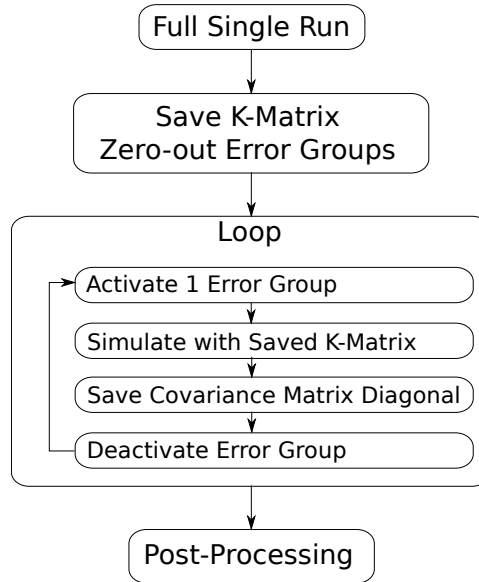 Full Single Run
Save K-Matrix
Zero-out Error Groups
Loop
Activate 1 Error Group
Simulate with Saved K-Matrix
Save Covariance Matrix Diagonal
Deactivate Error Group
Post-Processing